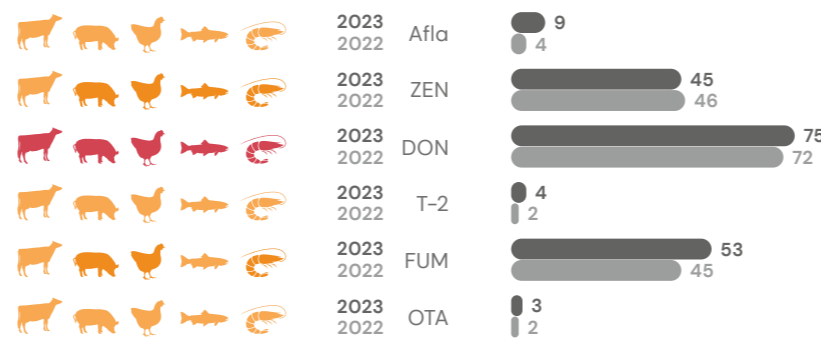 2023 Afla 9
2022 4
2023 ZEN 45
2022 46
2023 DON 75
2022 72
2023 T-2 4
2022 2
2023 FUM 53
2022 45
2023 OTA 3
2022 2